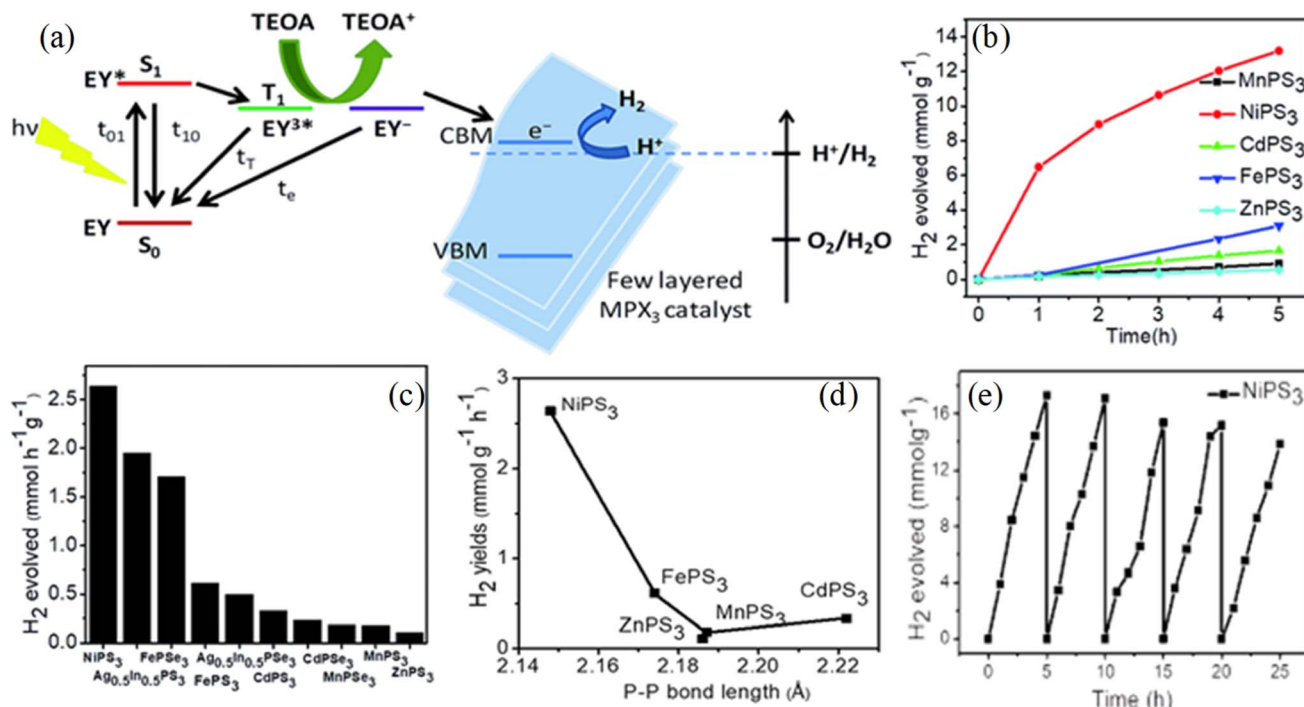 (a)
TEOA TEOA⁺
EY* S₁
T₁
EY³* EY⁻
hν
t₀₁ t₁₀
t_T
t_e
EY
S₀
CBM e⁻
H₂
H⁺
VBM
Few layered
MPX₃ catalyst
H⁺/H₂
O₂/H₂O
(b)
H₂ evolved (mmol g⁻¹)
14
12
10
8
6
4
2
0
MnPS₃
NiPS₃
CdPS₃
FePS₃
ZnPS₃
0 1 2 3 4 5
Time(h)
(c)
H₂ evolved (mmol h⁻¹g⁻¹)
2.5
2.0
1.5
1.0
0.5
0.0
NiPS₃ FePSe₃ Ag₀.₅In₀.₅PSe₃ CdPSe₃ MnPS₃
Ag₀.₅In₀.₅PS₃ FePS₃ CdPS₃ MnPSe₃ ZnPS₃
(d)
H₂ yields (mmol g⁻¹ h⁻¹)
3
2
1
0
NiPS₃
FePS₃
ZnPS₃
MnPS₃
CdPS₃
2.14 2.16 2.18 2.20 2.22
P-P bond length (Å)
(e)
H₂ evolved (mmolg⁻¹)
16
12
8
4
0
NiPS₃
0 5 10 15 20 25
Time (h)